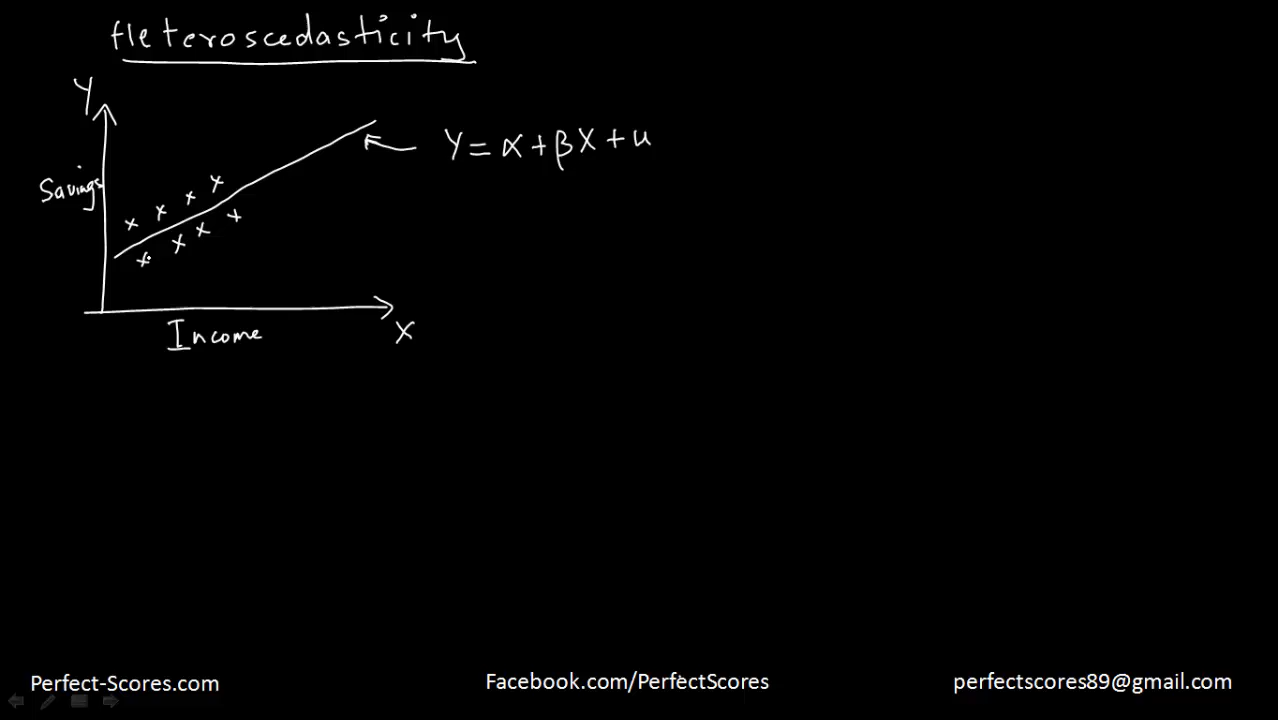 Heteroscedasticity
Y
Y = α + βX + u
Savings
Income
X
Perfect-Scores.com
Facebook.com/PerfectScores
perfectscores89@gmail.com